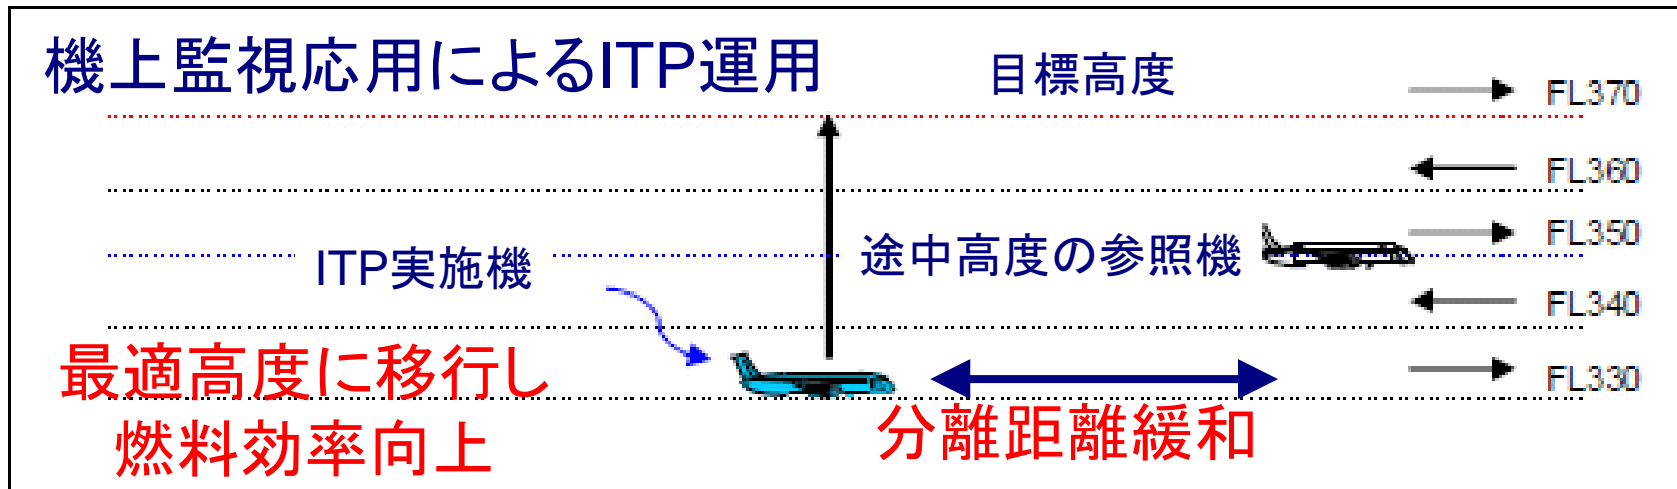 機上監視応用によるITP運用
目標高度
FL370
FL360
FL350
ITP実施機
途中高度の参照機
FL340
FL330
最適高度に移行し
燃料効率向上
分離距離緩和